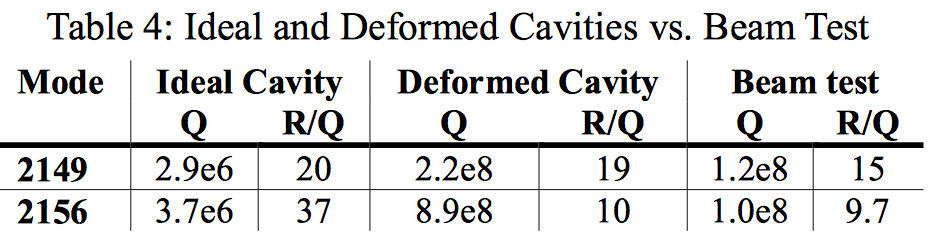 Table 4: Ideal and Deformed Cavities vs. Beam Test
Mode Ideal Cavity Deformed Cavity Beam test
Q R/Q Q R/Q Q R/Q
2149 2.9e6 20 2.2e8 19 1.2e8 15
2156 3.7e6 37 8.9e8 10 1.0e8 9.7